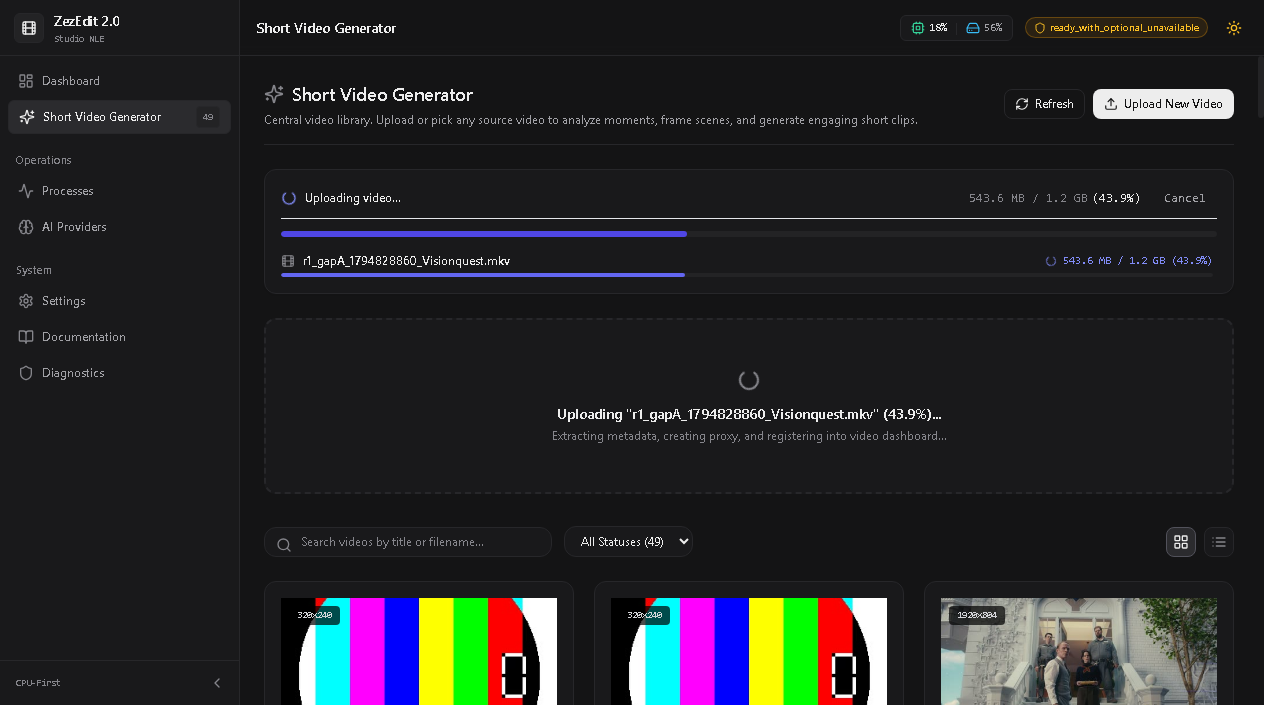 ZezEdit 2.0
Studio NLE
Short Video Generator
18% 56%
ready_with_optional_unavailable
Dashboard
Short Video Generator 49
Operations
Processes
AI Providers
System
Settings
Documentation
Diagnostics
CPU-First
Short Video Generator
Central video library. Upload or pick any source video to analyze moments, frame scenes, and generate engaging short clips.
Refresh
Upload New Video
Uploading video...
543.6 MB / 1.2 GB (43.9%) Cancel
r1_gapA_1794828860_Visionquest.mkv
543.6 MB / 1.2 GB (43.9%)
Uploading "r1_gapA_1794828860_Visionquest.mkv" (43.9%)...
Extracting metadata, creating proxy, and registering into video dashboard...
Search videos by title or filename...
All Statuses (49)
320x240
0
320x240
0
1920x804